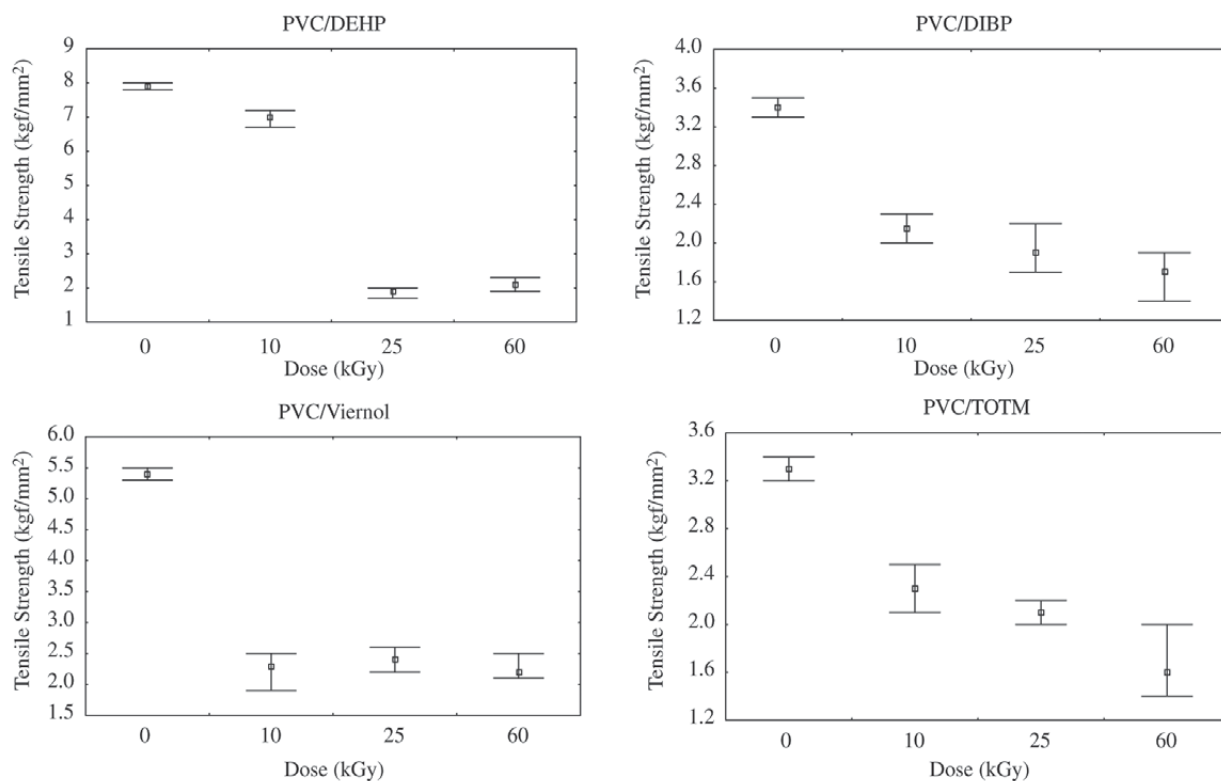 PVC/DEHP
Tensile Strength (kgf/mm²)
9
8
7
6
5
4
3
2
1
0 10 25 60
Dose (kGy)
PVC/DIBP
Tensile Strength (kgf/mm²)
4.0
3.6
3.2
2.8
2.4
2.0
1.6
1.2
0 10 25 60
Dose (kGy)
PVC/Viernol
Tensile Strength (kgf/mm²)
6.0
5.5
5.0
4.5
4.0
3.5
3.0
2.5
2.0
1.5
0 10 25 60
Dose (kGy)
PVC/TOTM
Tensile Strength (kgf/mm²)
3.6
3.2
2.8
2.4
2.0
1.6
1.2
0 10 25 60
Dose (kGy)